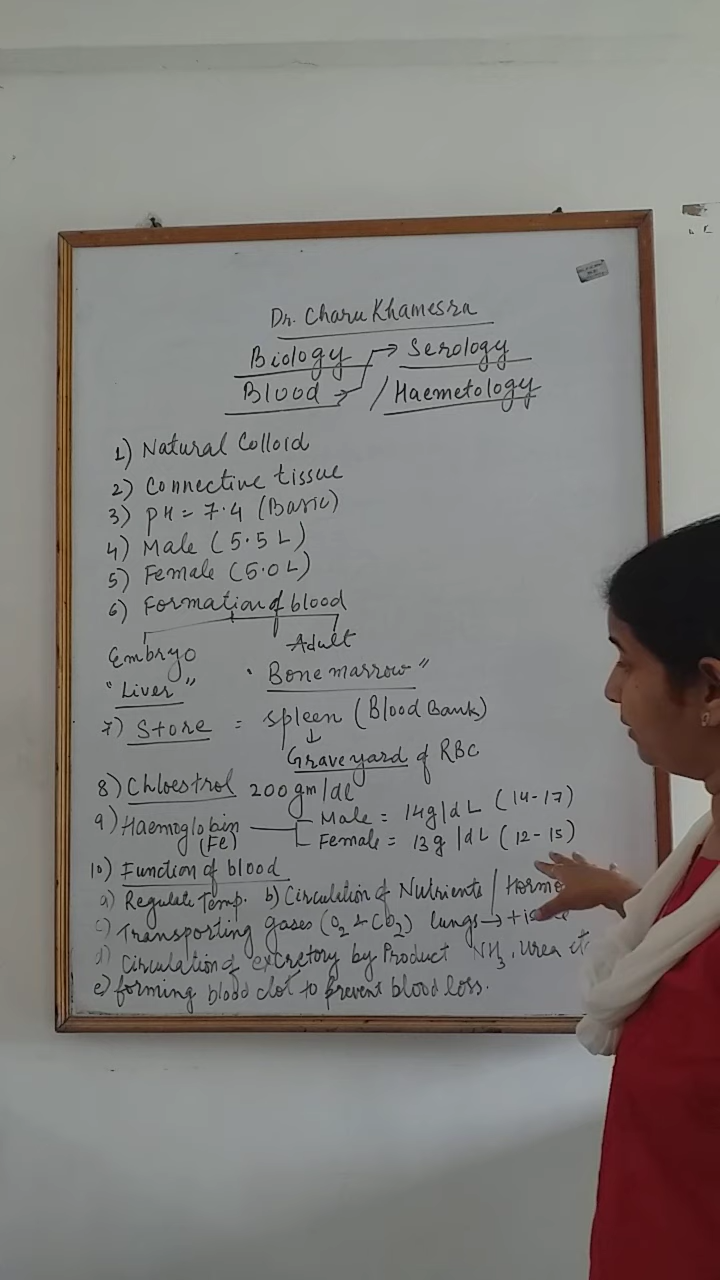 Dr. Charu Khamesra
Biology → Serology
Blood → / Haemetology
1) Natural Colloid
2) Connective tissue
3) pH = 7.4 (Basic)
4) Male (5.5 L)
5) Female (5.0 L)
6) Formation of blood
Embryo Adult
"Liver" "Bone marrow"
7) Store = Spleen (Blood Bank)
↓
Graveyard of RBC
8) Chloestrol 200 gm/dl
9) Haemoglobin Male = 14g/dL (14-17)
(Fe) Female = 13g/dL (12-15)
10) Function of blood
a) Regulate Temp. b) Circulation of Nutrients / Hormo
c) Transporting gases (O2 & CO2) lungs →
d) Circulation of excretory by Product NH3, Urea
e) forming blood clot to prevent blood loss.